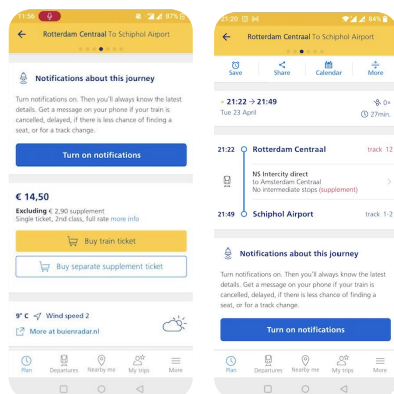 11:56
87%
Rotterdam Centraal To Schiphol Airport
Notifications about this journey
Turn notifications on. Then you'll always know the latest
details. Get a message on your phone if your train is
cancelled, delayed, if there is less chance of finding a
seat, or for a track change.
Turn on notifications
€ 14,50
Excluding € 2,90 supplement
Single ticket, 2nd class, full rate more info
Buy train ticket
Buy separate supplement ticket
9° C Wind speed 2
More at buienradar.nl
Plan Departures Nearby me My trips More
21:20
84%
Rotterdam Centraal To Schiphol Airport
Save Share Calendar More
21:22 → 21:49 0×
Tue 23 April 27min.
21:22 Rotterdam Centraal track 12
NS Intercity direct
to Amsterdam Centraal
No intermediate stops (supplement)
21:49 Schiphol Airport track 1-2
Notifications about this journey
Turn notifications on. Then you'll always know the latest
details. Get a message on your phone if your train is
cancelled, delayed, if there is less chance of finding a
seat, or for a track change.
Turn on notifications
Plan Departures Nearby me My trips More